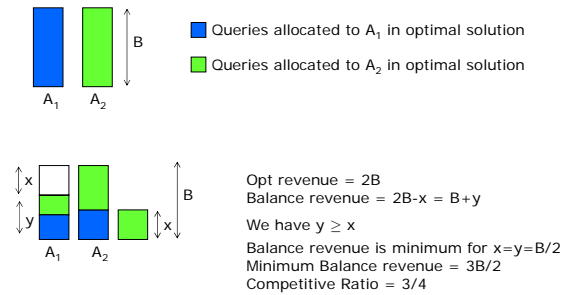 Queries allocated to A₁ in optimal solution
B
Queries allocated to A₂ in optimal solution
A₁
A₂
x
B
Opt revenue = 2B
Balance revenue = 2B-x = B+y
y
x
We have y ≥ x
A₁
A₂
Balance revenue is minimum for x=y=B/2
Minimum Balance revenue = 3B/2
Competitive Ratio = 3/4